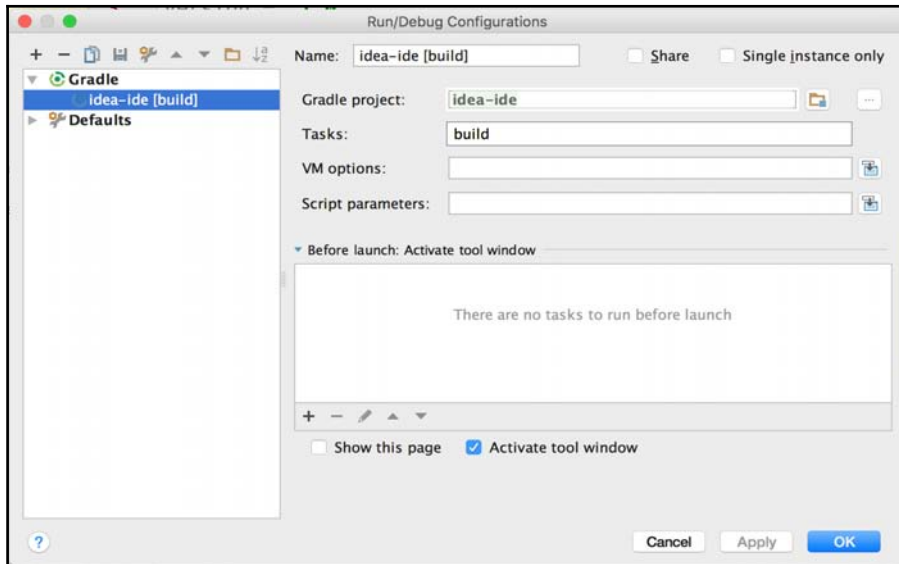 Run/Debug Configurations
Name: idea-ide [build] Share Single instance only
Gradle
idea-ide [build]
Defaults
Gradle project: idea-ide ...
Tasks: build
VM options:
Script parameters:
Before launch: Activate tool window
There are no tasks to run before launch
Show this page Activate tool window
? Cancel Apply OK